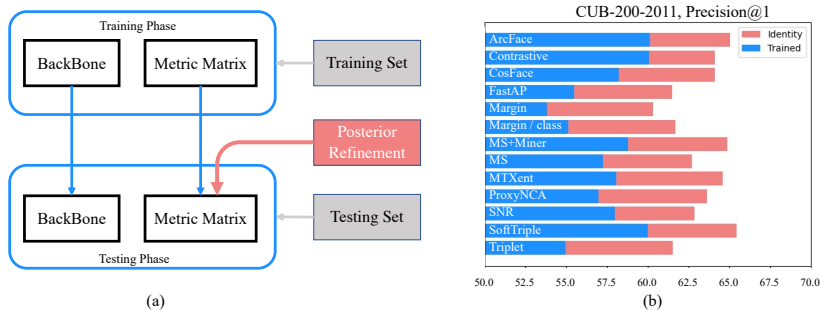 Training Phase
BackBone
Metric Matrix
Training Set
Posterior
Refinement
BackBone
Metric Matrix
Testing Set
Testing Phase
(a)
CUB-200-2011, Precision@1
Identity
Trained
ArcFace
Contrastive
CosFace
FastAP
Margin
Margin / class
MS+Miner
MS
MTXent
ProxyNCA
SNR
SoftTriple
Triplet
50.0 55.0 57.5 60.0 62.5 65.0 67.5 70.0
(b)